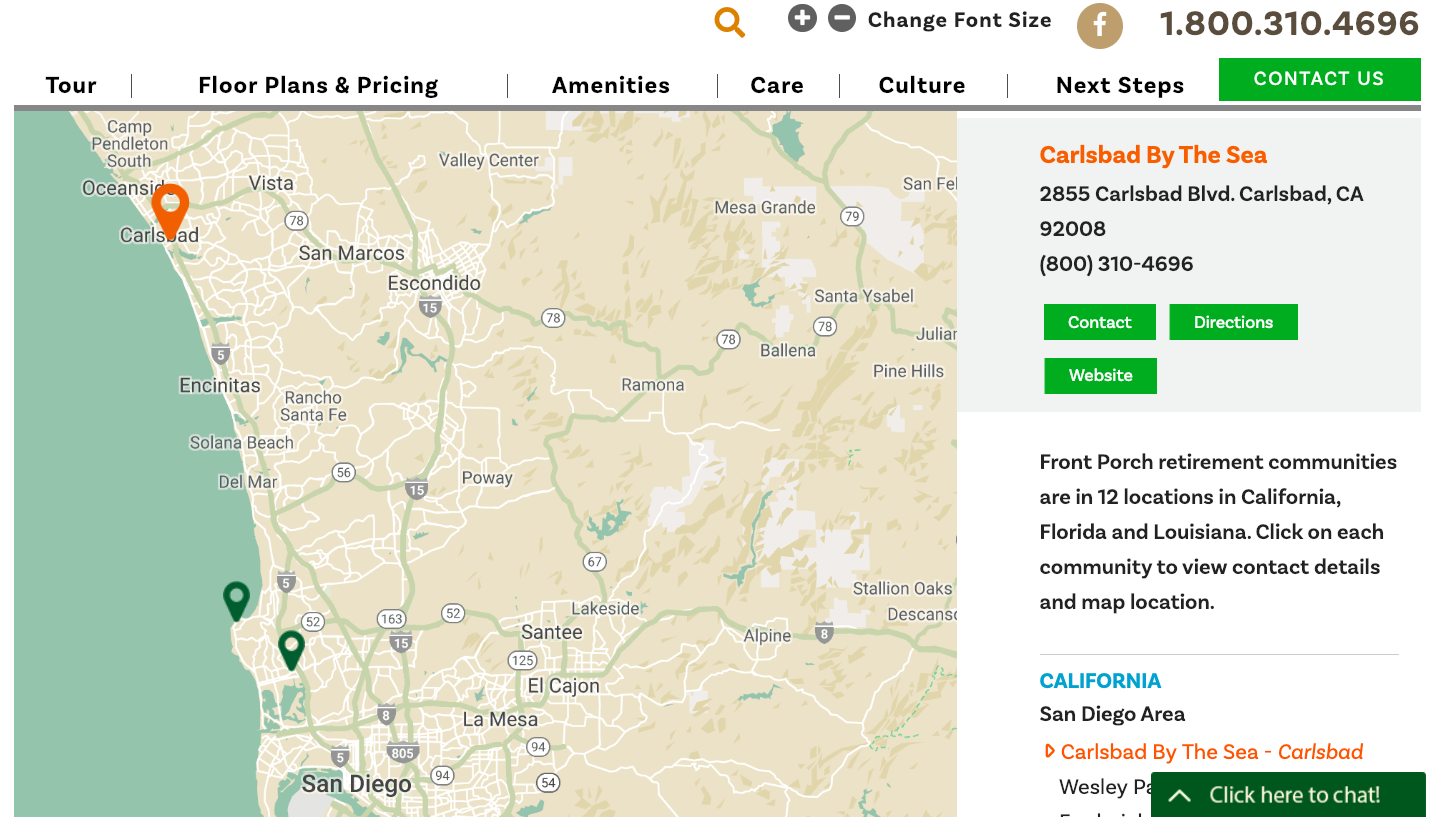 Change Font Size
1.800.310.4696
Tour
Floor Plans & Pricing
Amenities
Care
Culture
Next Steps
CONTACT US
Camp
Pendleton
South
Valley Center
Oceanside
Vista
San Fel
Mesa Grande
79
78
Carlsbad
San Marcos
Escondido
15
Santa Ysabel
78
78
78
Julian
Ballena
5
Pine Hills
Encinitas
Ramona
Rancho
Santa Fe
Solana Beach
56
Del Mar
Poway
15
67
5
Stallion Oaks
Lakeside
Descanso
52
163
52
Santee
Alpine
8
15
125
El Cajon
8
La Mesa
94
5
805
San Diego
94
54
Carlsbad By The Sea
2855 Carlsbad Blvd. Carlsbad, CA
92008
(800) 310-4696
Contact
Directions
Website
Front Porch retirement communities
are in 12 locations in California,
Florida and Louisiana. Click on each
community to view contact details
and map location.
CALIFORNIA
San Diego Area
Carlsbad By The Sea - Carlsbad
Wesley Pa
Click here to chat!